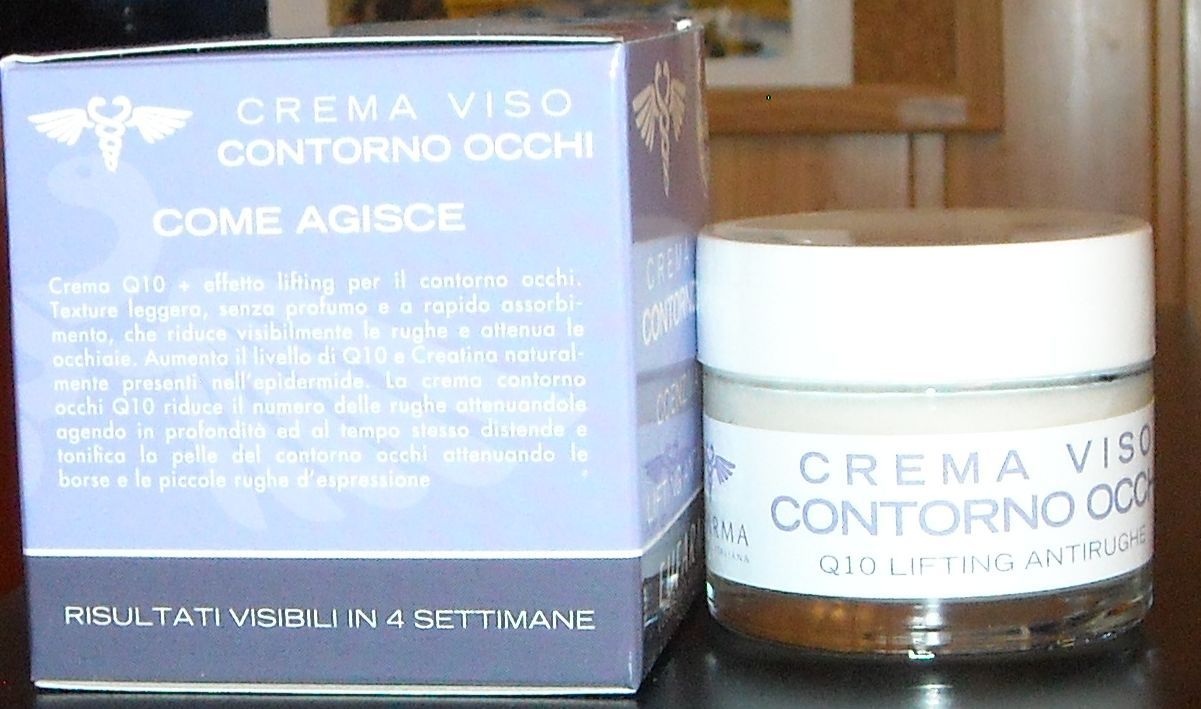 CREMA VISO
CONTORNO OCCHI
COME AGISCE
Crema Q10 + effetto lifting per il contorno occhi.
Texture leggera, senza profumo e a rapido assorbi-
mento, che riduce visibilmente le rughe e attenua le
occhiaie. Aumenta il livello di Q10 e Creatina natural-
mente presenti nell'epidermide. La crema contorno
occhi Q10 riduce il numero delle rughe attenuandole
agendo in profondità ed al tempo stesso distende e
tonifica la pelle del contorno occhi attenuando le
borse e le piccole rughe d'espressione
RISULTATI VISIBILI IN 4 SETTIMANE
CREMA VISO
CONTORNO OCCHI
Q10 LIFTING ANTIRUGHE